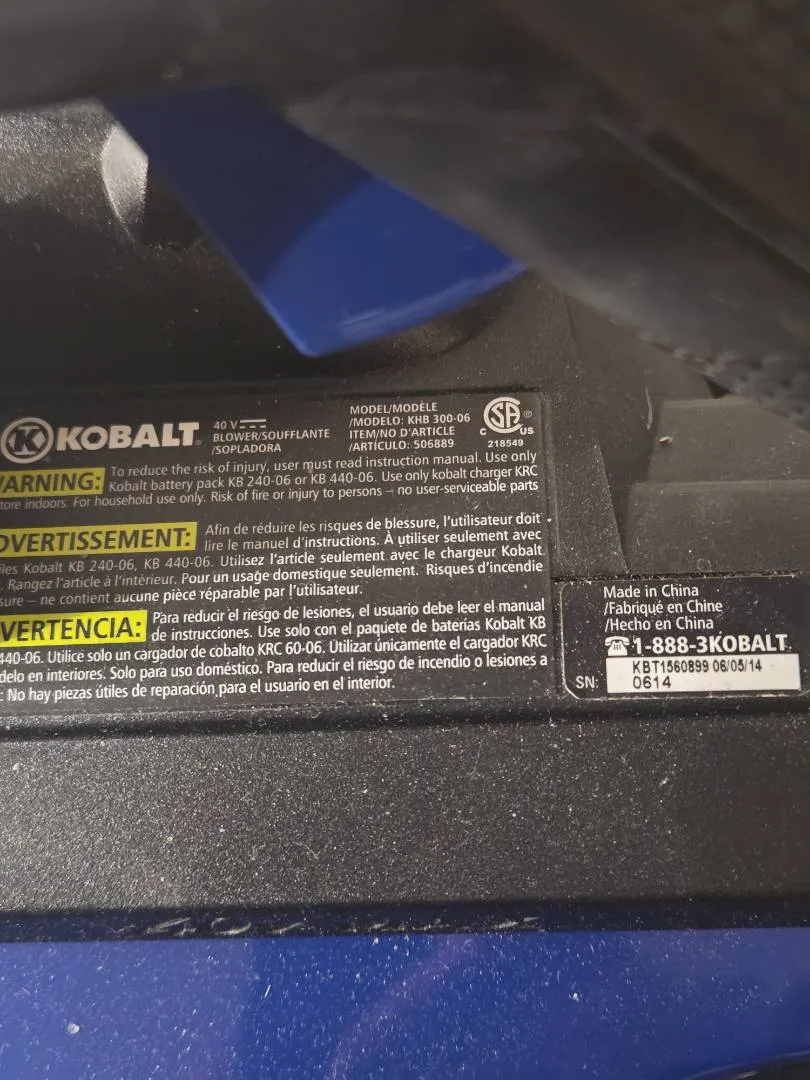 KOBALT
40 V
BLOWER/SOUFFLANTE
/SOPLADORA
MODEL/MODÈLE
/MODELO: KHB 300-06
ITEM/NO D'ARTICLE
/ARTÍCULO: 506889
SA ®
C US
218549
WARNING: To reduce the risk of injury, user must read instruction manual. Use only
Kobalt battery pack KB 240-06 or KB 440-06. Use only kobalt charger KRC
tore indoors. For household use only. Risk of fire or injury to persons – no user-serviceable parts
DVERTISSEMENT: Afin de réduire les risques de blessure, l'utilisateur doit
lire le manuel d'instructions. À utiliser seulement avec
iles Kobalt KB 240-06, KB 440-06. Utilisez l'article seulement avec le chargeur Kobalt.
. Rangez l'article à l'intérieur. Pour un usage domestique seulement. Risques d'incendie
sure – ne contient aucune pièce réparable par l'utilisateur.
VERTENCIA: Para reducir el riesgo de lesiones, el usuario debe leer el manual
de instrucciones. Use solo con el paquete de baterías Kobalt KB
440-06. Utilice solo un cargador de cobalto KRC 60-06. Utilizar únicamente el cargador KRC
delo en interiores. Solo para uso doméstico. Para reducir el riesgo de incendio o lesiones a
: No hay piezas útiles de reparación para el usuario en el interior.
Made in China
/Fabriqué en Chine
/Hecho en China
1-888-3KOBALT
KBT1560899 06/05/14
SN: 0614